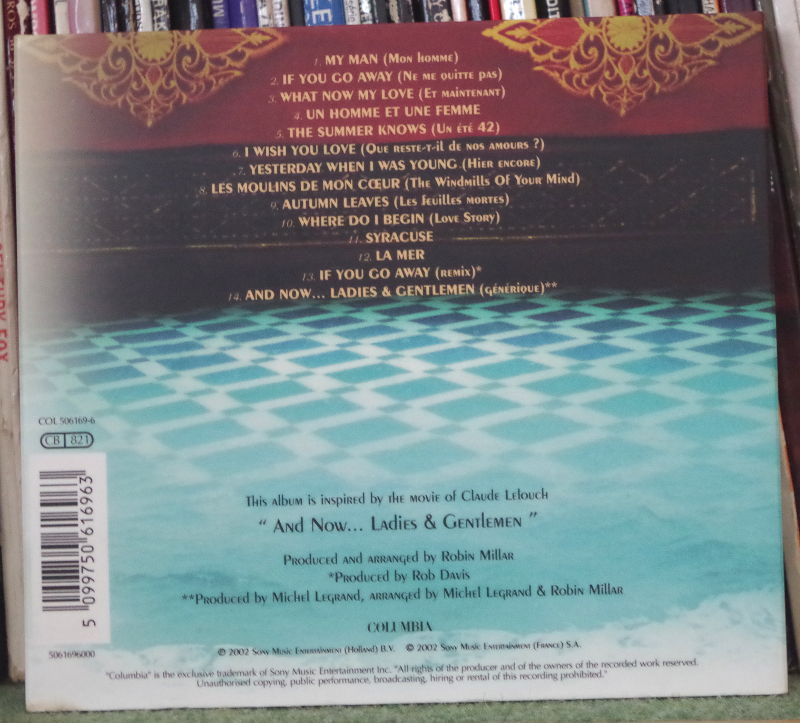 1. MY MAN (Mon homme)
2. IF YOU GO AWAY (Ne me quitte pas)
3. WHAT NOW MY LOVE (Et maintenant)
4. UN HOMME ET UNE FEMME
5. THE SUMMER KNOWS (Un été 42)
6. I WISH YOU LOVE (Que reste-t-il de nos amours ?)
7. YESTERDAY WHEN I WAS YOUNG (Hier encore)
8. LES MOULINS DE MON CŒUR (The Windmills Of Your Mind)
9. AUTUMN LEAVES (Les feuilles mortes)
10. WHERE DO I BEGIN (Love Story)
11. SYRACUSE
12. LA MER
13. IF YOU GO AWAY (remix)*
14. AND NOW... LADIES & GENTLEMEN (générique)**
COL 506169-6
CB 821
5 099750 616963
5061696000
This album is inspired by the movie of Claude Lelouch
" And Now... Ladies & Gentlemen "
Produced and arranged by Robin Millar
*Produced by Rob Davis
**Produced by Michel Legrand, arranged by Michel Legrand & Robin Millar
COLUMBIA
℗ 2002 Sony Music Entertainment (Holland) B.V. © 2002 Sony Music Entertainment (France) S.A.
"Columbia" is the exclusive trademark of Sony Music Entertainment Inc. "All rights of the producer and of the owners of the recorded work reserved.
Unauthorised copying, public performance, broadcasting, hiring or rental of this recording prohibited."